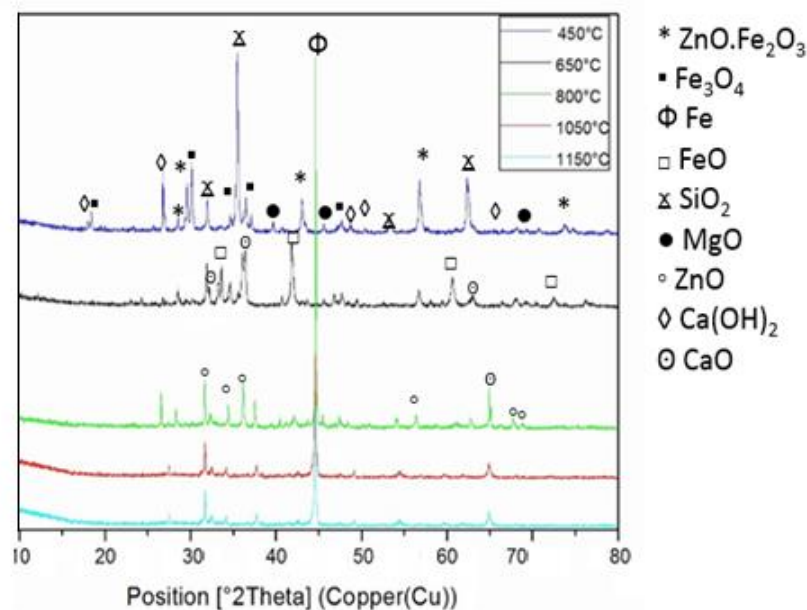 450°C
650°C
800°C
1050°C
1150°C
* ZnO.Fe₂O₃
▪ Fe₃O₄
Φ Fe
□ FeO
SiO₂
● MgO
○ ZnO
◊ Ca(OH)₂
ʘ CaO
10 20 30 40 50 60 70 80
Position [°2Theta] (Copper(Cu))